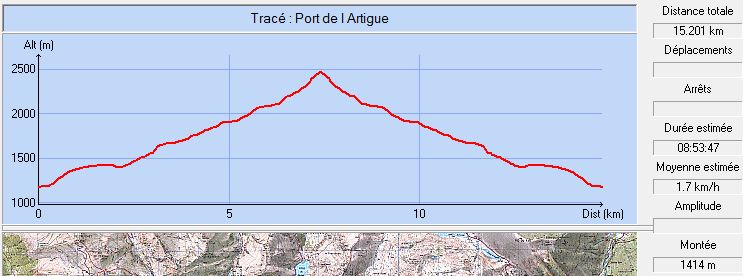 Tracé : Port de l Artigue
Alt (m)
2500
2000
1500
1000
0
5
10
Dist (km)
Distance totale
15.201 km
Déplacements
Arrêts
Durée estimée
08:53:47
Moyenne estimée
1.7 km/h
Amplitude
Montée
1414 m